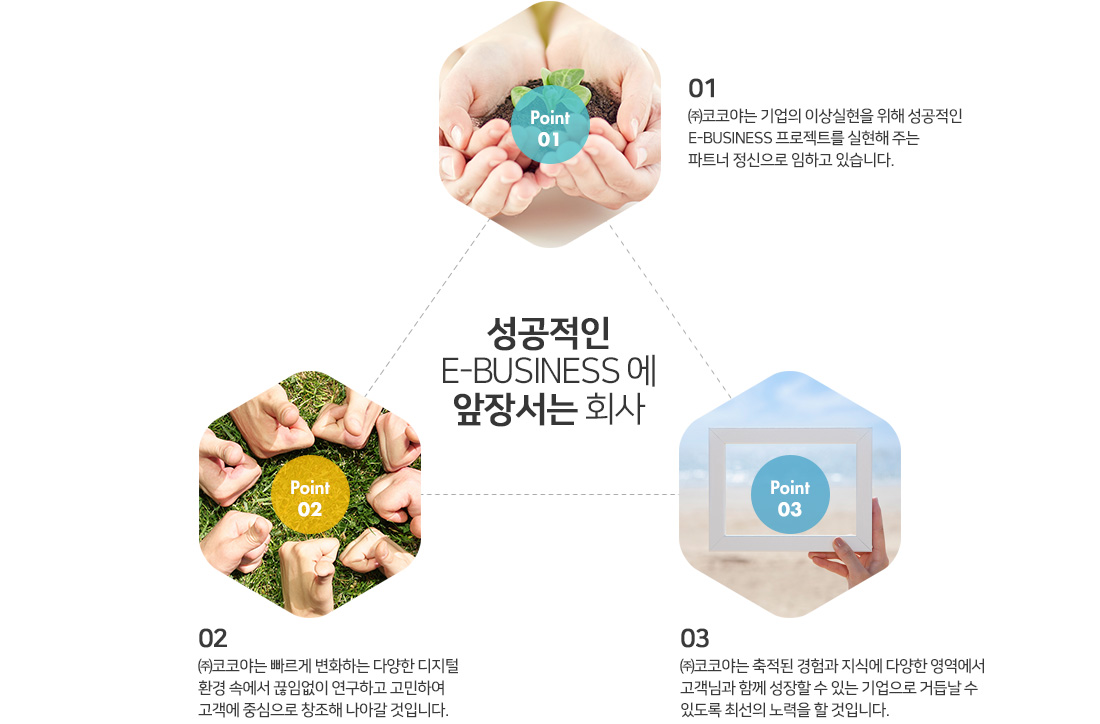 Point
01
01
㈜코코야는 기업의 이상실현을 위해 성공적인
E-BUSINESS 프로젝트를 실현해 주는
파트너 정신으로 임하고 있습니다.
성공적인
E-BUSINESS 에
앞장서는 회사
Point
02
Point
03
02
㈜코코야는 빠르게 변화하는 다양한 디지털
환경 속에서 끊임없이 연구하고 고민하여
고객에 중심으로 창조해 나아갈 것입니다.
03
㈜코코야는 축적된 경험과 지식에 다양한 영역에서
고객님과 함께 성장할 수 있는 기업으로 거듭날 수
있도록 최선의 노력을 할 것입니다.